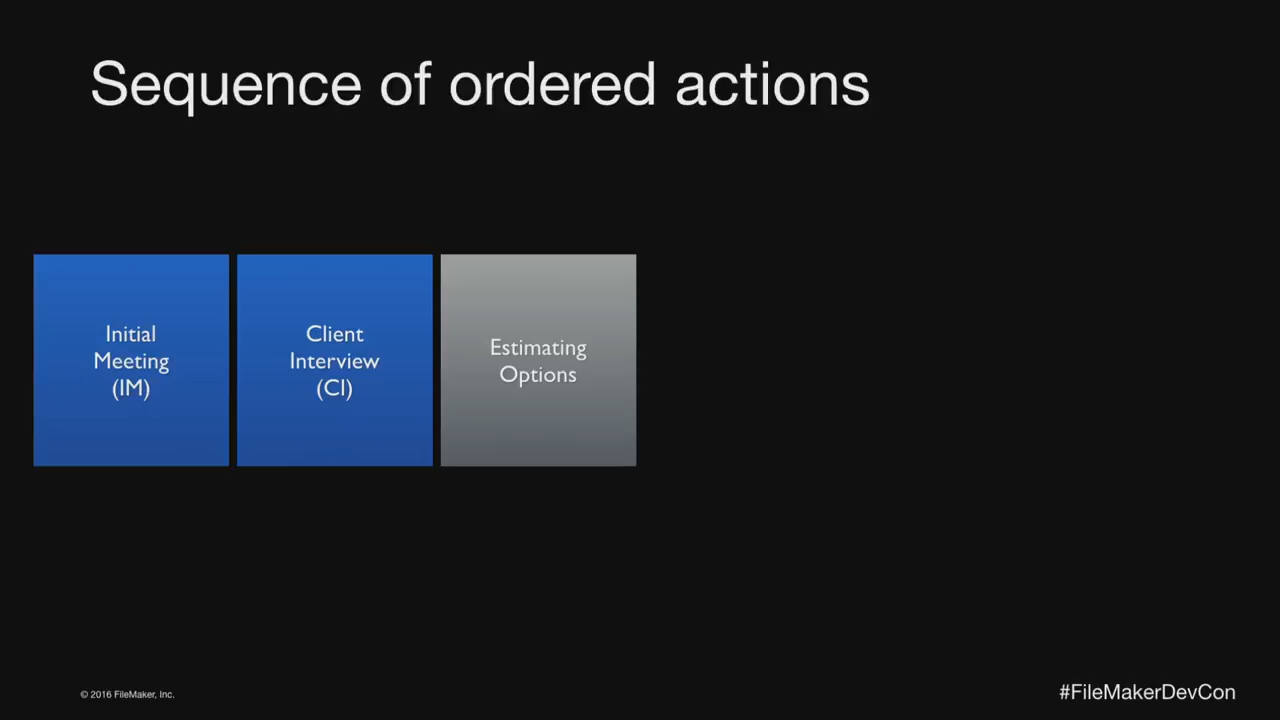 Sequence of ordered actions
Initial
Meeting
(IM)
Client
Interview
(CI)
Estimating
Options
© 2016 FileMaker, Inc.
#FileMakerDevCon